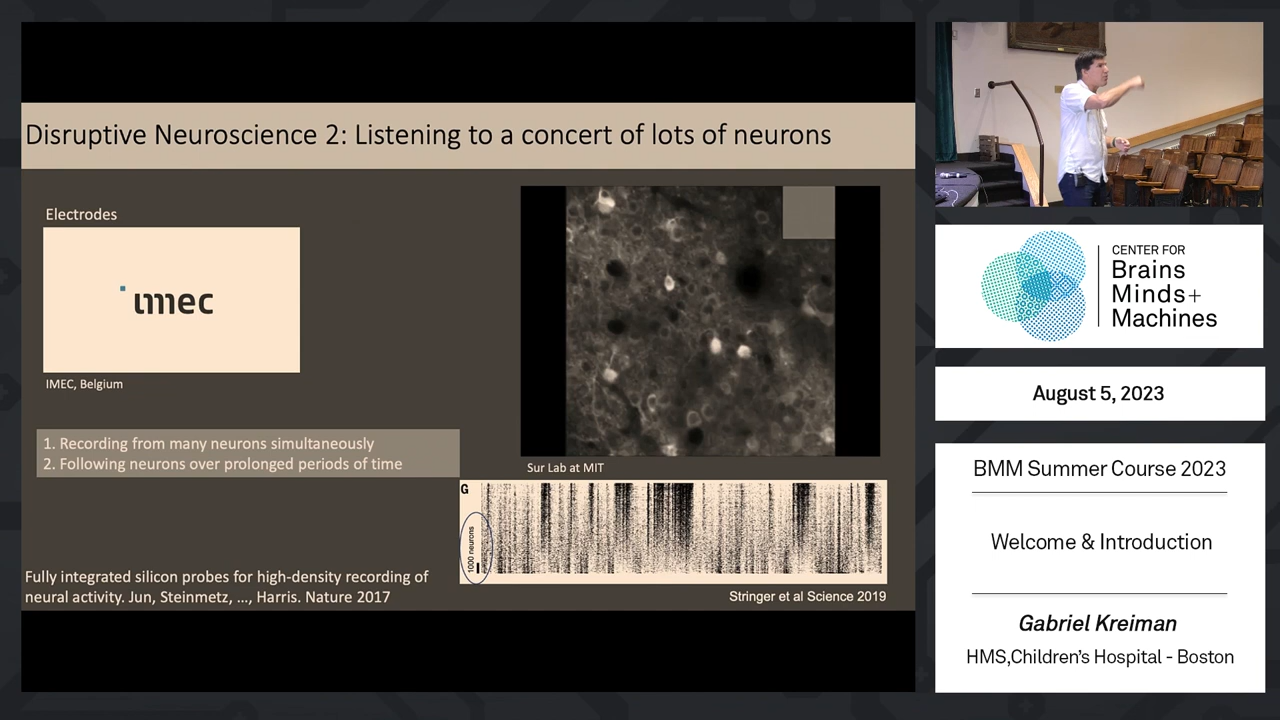 Disruptive Neuroscience 2: Listening to a concert of lots of neurons
Electrodes
imec
IMEC, Belgium
1. Recording from many neurons simultaneously
2. Following neurons over prolonged periods of time
Sur Lab at MIT
G
1000 neurons
Fully integrated silicon probes for high-density recording of
neural activity. Jun, Steinmetz, ..., Harris. Nature 2017
Stringer et al Science 2019
CENTER FOR
Brains
Minds+
Machines
August 5, 2023
BMM Summer Course 2023
Welcome & Introduction
Gabriel Kreiman
HMS,Children's Hospital - Boston